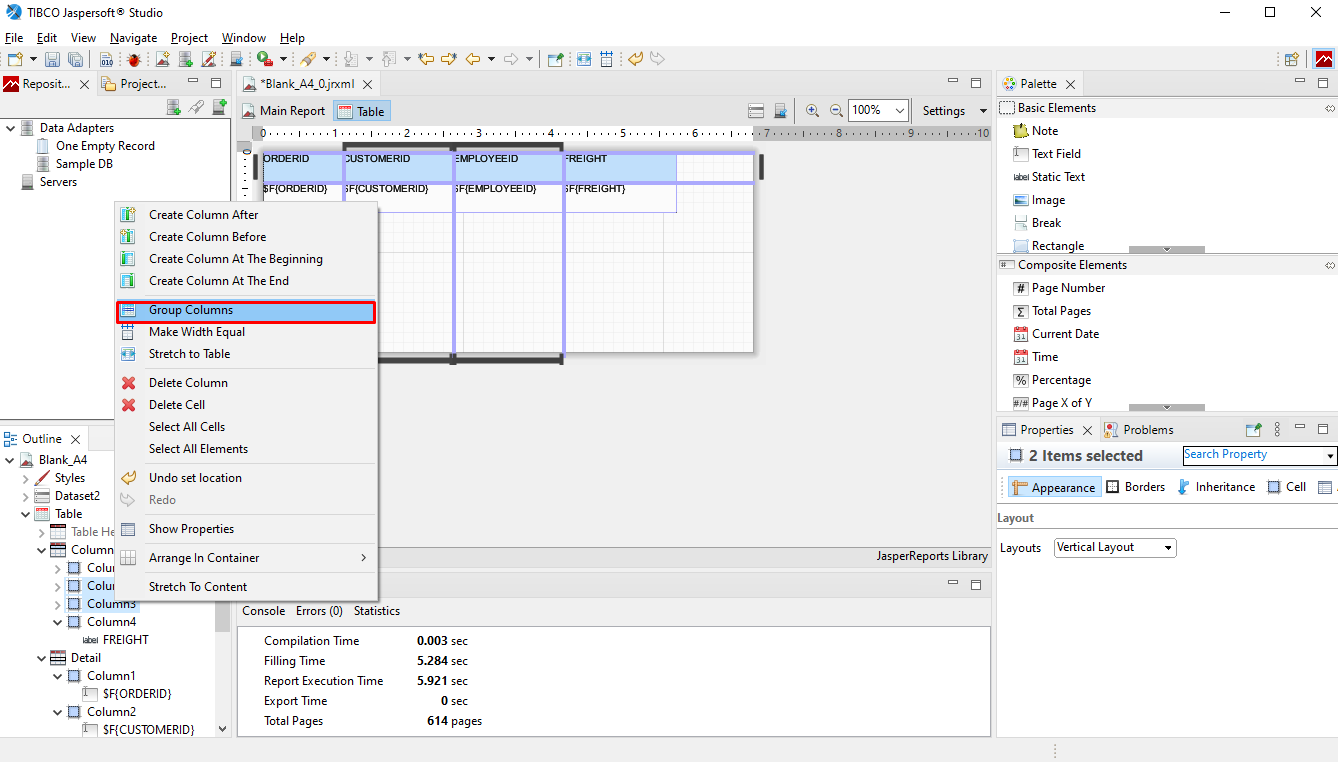 TIBCO Jaspersoft® Studio
File Edit View Navigate Project Window Help
Reposit... Project...
Data Adapters
One Empty Record
Sample DB
Servers
*Blank_A4_0.jrxml
Main Report Table
100%
Settings
0 1 2 3 4 5 6 7 8 9 10
ORDERID CUSTOMERID EMPLOYEEID FREIGHT
$F{ORDERID} $F{CUSTOMERID} $F{EMPLOYEEID} $F{FREIGHT}
Create Column After
Create Column Before
Create Column At The Beginning
Create Column At The End
Group Columns
Make Width Equal
Stretch to Table
Delete Column
Delete Cell
Select All Cells
Select All Elements
Undo set location
Redo
Show Properties
Arrange In Container
Stretch To Content
Outline
Blank_A4
Styles
Dataset2
Table
Table He
Column
Colu
Colu
Column3
Column4
label FREIGHT
Detail
Column1
$F{ORDERID}
Column2
$F{CUSTOMERID}
JasperReports Library
Console Errors (0) Statistics
Compilation Time 0.003 sec
Filling Time 5.284 sec
Report Execution Time 5.921 sec
Export Time 0 sec
Total Pages 614 pages
Palette
Basic Elements
Note
Text Field
label Static Text
Image
Break
Rectangle
Composite Elements
# Page Number
Σ Total Pages
31 Current Date
31 Time
% Percentage
#/# Page X of Y
Properties Problems
2 Items selected
Search Property
Appearance Borders Inheritance Cell
Layout
Layouts Vertical Layout